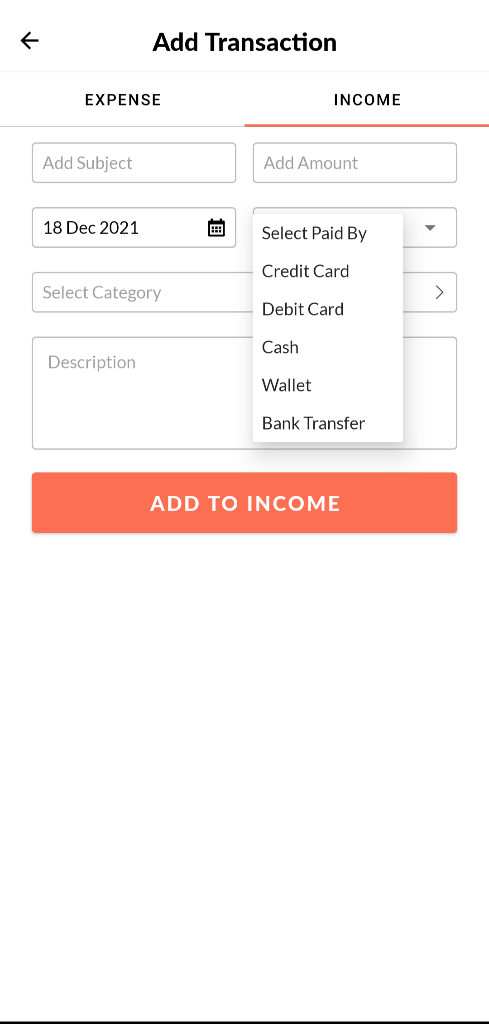 Add Transaction
EXPENSE
INCOME
Add Subject
Add Amount
18 Dec 2021
Select Paid By
Credit Card
Select Category
Debit Card
Cash
Description
Wallet
Bank Transfer
ADD TO INCOME